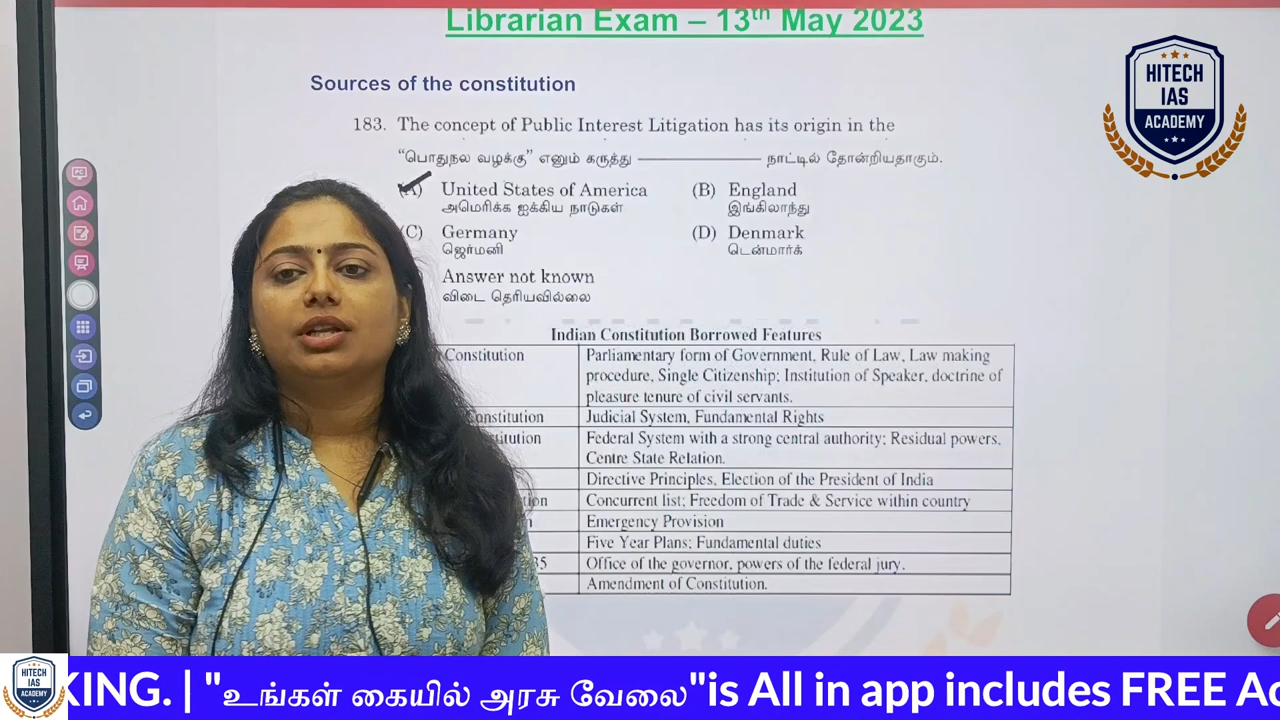 Librarian Exam – 13th May 2023
HITECH
IAS
ACADEMY
Sources of the constitution
183. The concept of Public Interest Litigation has its origin in the
"பொதுநல வழக்கு" எனும் கருத்து ——————— நாட்டில் தோன்றியதாகும்.
(A) United States of America (B) England
அமெரிக்க ஐக்கிய நாடுகள் இங்கிலாந்து
(C) Germany (D) Denmark
ஜெர்மனி டென்மார்க்
Answer not known
விடை தெரியவில்லை
Indian Constitution Borrowed Features
Constitution Parliamentary form of Government, Rule of Law, Law making
procedure, Single Citizenship; Institution of Speaker, doctrine of
pleasure tenure of civil servants.
Constitution Judicial System, Fundamental Rights
Federal System with a strong central authority; Residual powers,
Centre State Relation.
Directive Principles, Election of the President of India
Concurrent list; Freedom of Trade & Service within country
Emergency Provision
Five Year Plans; Fundamental duties
35 Office of the governor, powers of the federal jury.
Amendment of Constitution.
HITECH
IAS
ACADEMY
KING. | "உங்கள் கையில் அரசு வேலை"is All in app includes FREE Ac